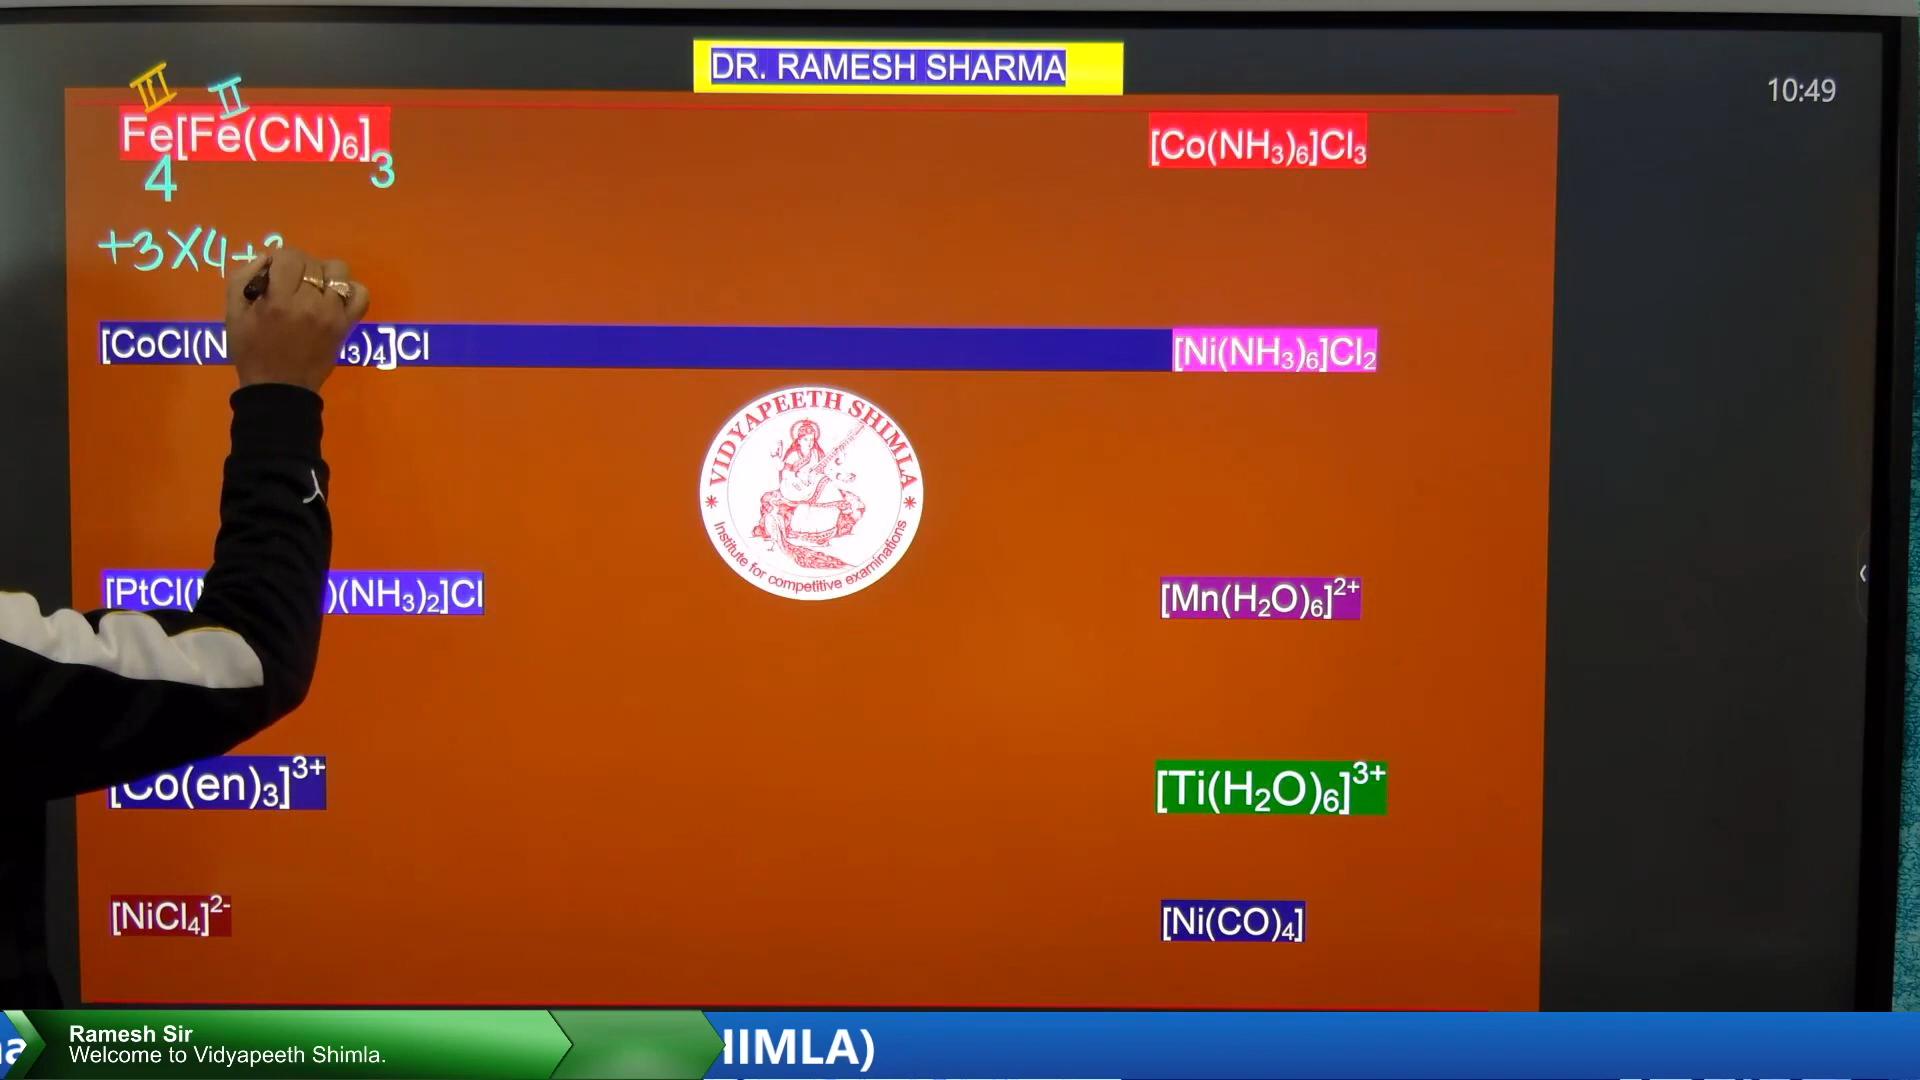 DR. RAMESH SHARMA
10:49
III II
Fe[Fe(CN)₆]
4 3
[Co(NH₃)₆]Cl₃
+3X4+
[CoCl(N ₃)₄]Cl
[Ni(NH₃)₆]Cl₂
VIDYAPEETH SHIMLA
Institute for competitive examinations
[PtCl( )(NH₃)₂]Cl
[Mn(H₂O)₆]²⁺
[Co(en)₃]³⁺
[Ti(H₂O)₆]³⁺
[NiCl₄]²⁻
[Ni(CO)₄]
Ramesh Sir
Welcome to Vidyapeeth Shimla.
HIMLA)